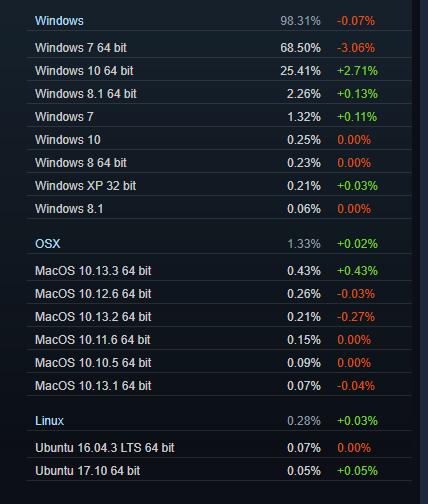 Windows 98.31% -0.07%
Windows 7 64 bit 68.50% -3.06%
Windows 10 64 bit 25.41% +2.71%
Windows 8.1 64 bit 2.26% +0.13%
Windows 7 1.32% +0.11%
Windows 10 0.25% 0.00%
Windows 8 64 bit 0.23% 0.00%
Windows XP 32 bit 0.21% +0.03%
Windows 8.1 0.06% 0.00%
OSX 1.33% +0.02%
MacOS 10.13.3 64 bit 0.43% +0.43%
MacOS 10.12.6 64 bit 0.26% -0.03%
MacOS 10.13.2 64 bit 0.21% -0.27%
MacOS 10.11.6 64 bit 0.15% 0.00%
MacOS 10.10.5 64 bit 0.09% 0.00%
MacOS 10.13.1 64 bit 0.07% -0.04%
Linux 0.28% +0.03%
Ubuntu 16.04.3 LTS 64 bit 0.07% 0.00%
Ubuntu 17.10 64 bit 0.05% +0.05%